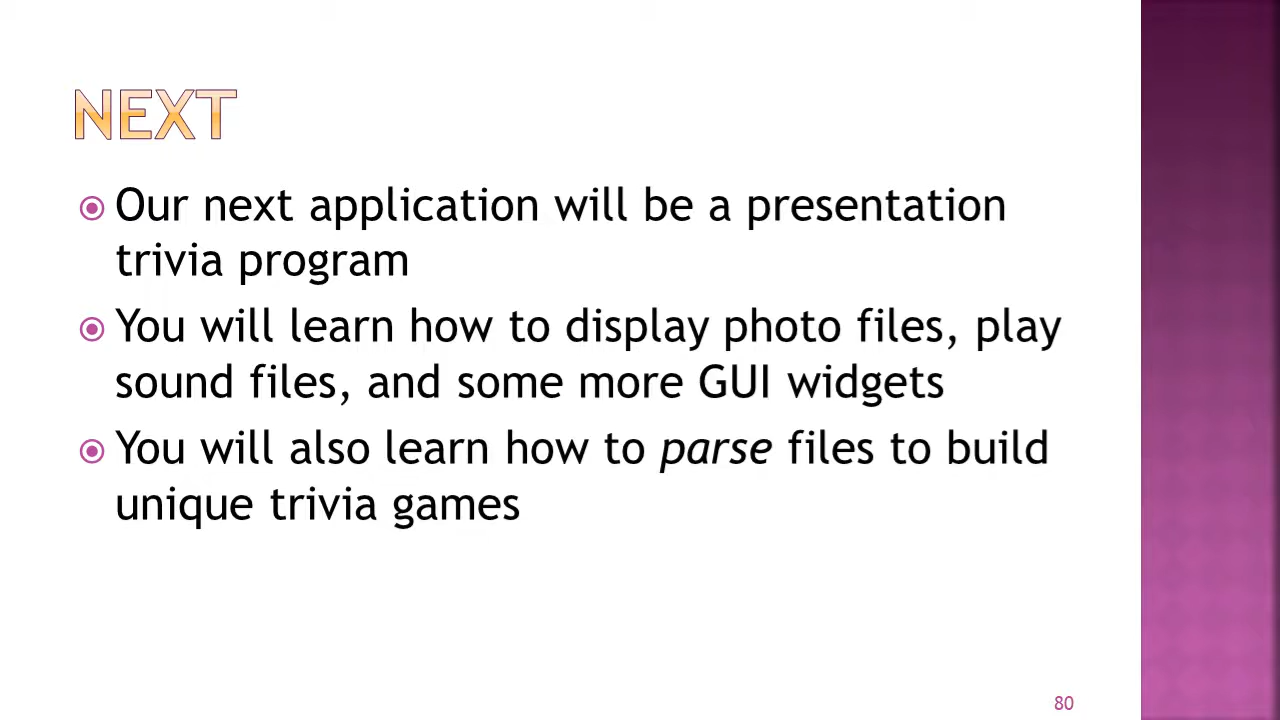 NEXT
Our next application will be a presentation
trivia program
You will learn how to display photo files, play
sound files, and some more GUI widgets
You will also learn how to parse files to build
unique trivia games
80